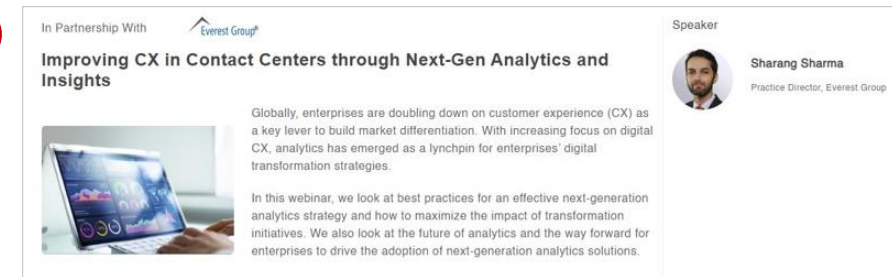 In Partnership With
Everest Group®
Improving CX in Contact Centers through Next-Gen Analytics and
Insights
Globally, enterprises are doubling down on customer experience (CX) as
a key lever to build market differentiation. With increasing focus on digital
CX, analytics has emerged as a lynchpin for enterprises' digital
transformation strategies.
In this webinar, we look at best practices for an effective next-generation
analytics strategy and how to maximize the impact of transformation
initiatives. We also look at the future of analytics and the way forward for
enterprises to drive the adoption of next-generation analytics solutions.
Speaker
Sharang Sharma
Practice Director, Everest Group